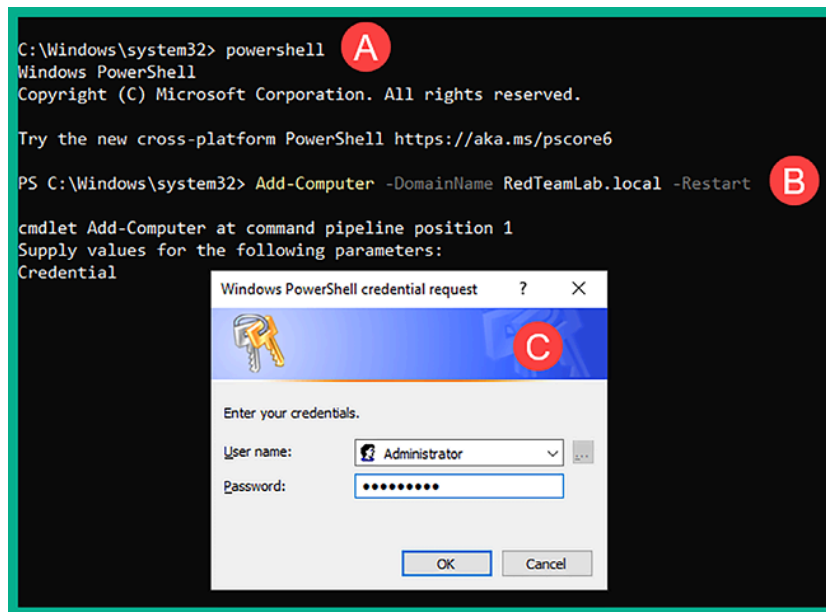 C:\Windows\system32> powershell
A
Windows PowerShell
Copyright (C) Microsoft Corporation. All rights reserved.
Try the new cross-platform PowerShell https://aka.ms/pscore6
PS C:\Windows\system32> Add-Computer -DomainName RedTeamLab.local -Restart
B
cmdlet Add-Computer at command pipeline position 1
Supply values for the following parameters:
Credential
Windows PowerShell credential request ?
C
Enter your credentials.
User name: Administrator ...
Password: •••••••••
OK Cancel